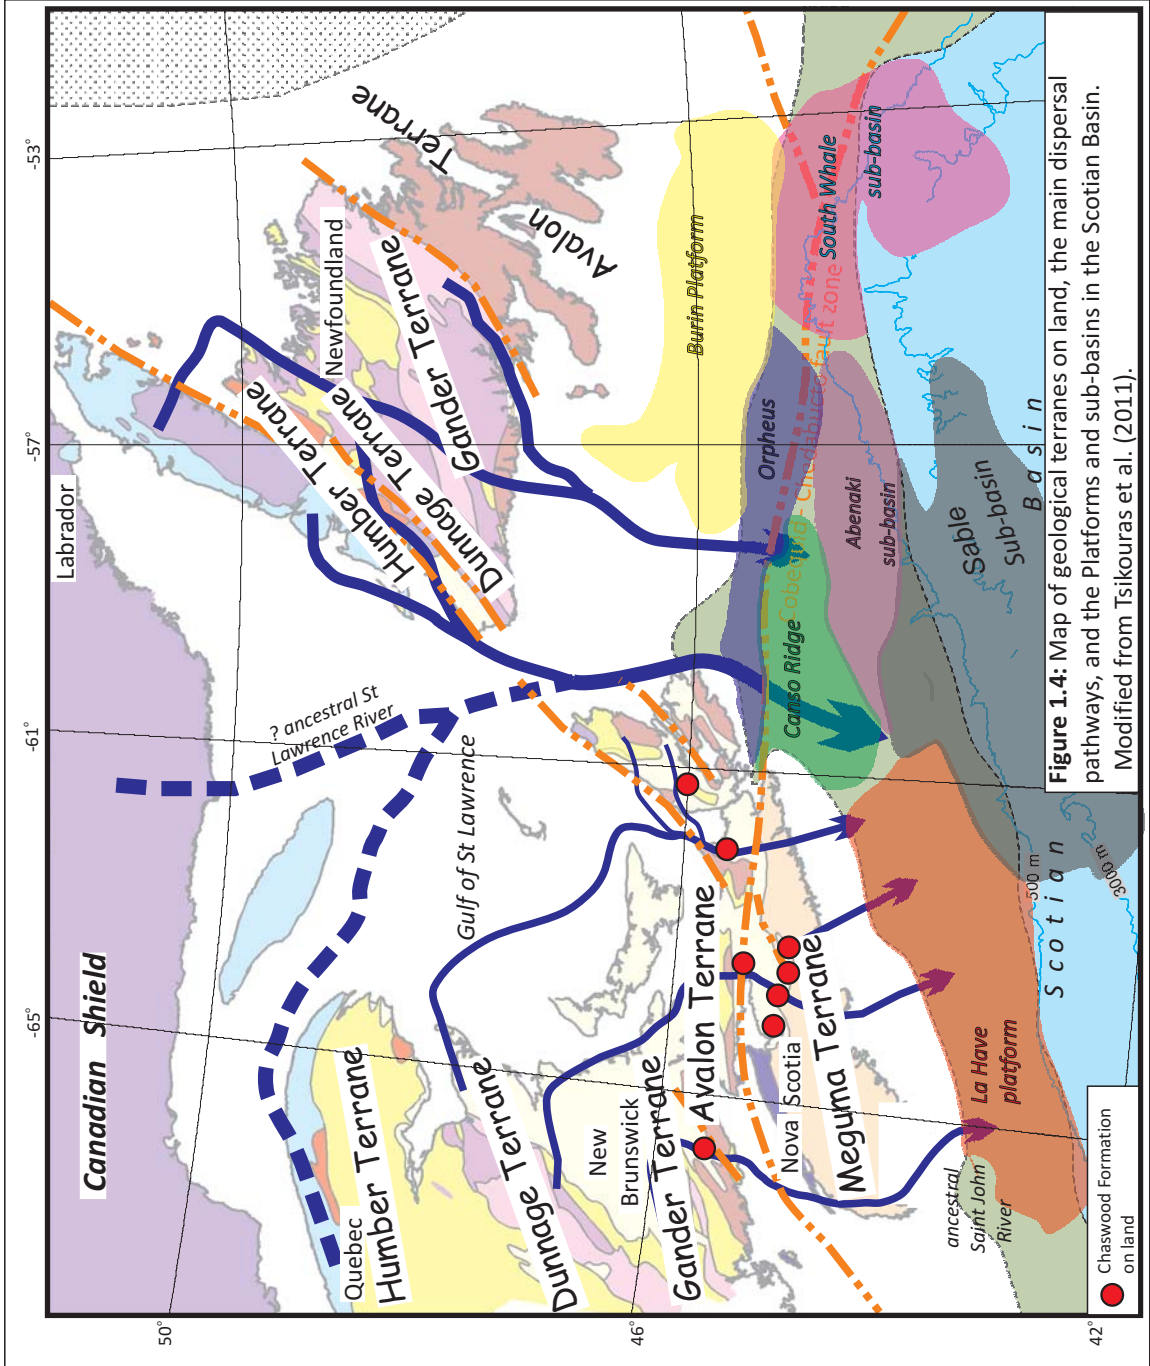 -65°
-61°
-57°
-53°
50°
46°
42°
Canadian Shield
Labrador
Quebec
Humber Terrane
? ancestral St
Lawrence River
Gulf of St Lawrence
Humber Terrane
Dunnage Terrane
Newfoundland
Gander Terrane
Avalon
Terrane
Dunnage Terrane
New
Brunswick
Gander Terrane
Avalon Terrane
Nova Scotia
Meguma Terrane
ancestral
Saint John
River
La Have
platform
Canso Ridge
Cobequid - Chedabucto fault zone
Orpheus
Burin Platform
Abenaki
sub-basin
South Whale
sub-basin
Sable
Sub-basin
Scotian
Basin
500 m
3000 m
Chaswood Formation
on land
Figure 1.4: Map of geological terranes on land, the main dispersal
pathways, and the Platforms and sub-basins in the Scotian Basin.
Modified from Tsikouras et al. (2011).